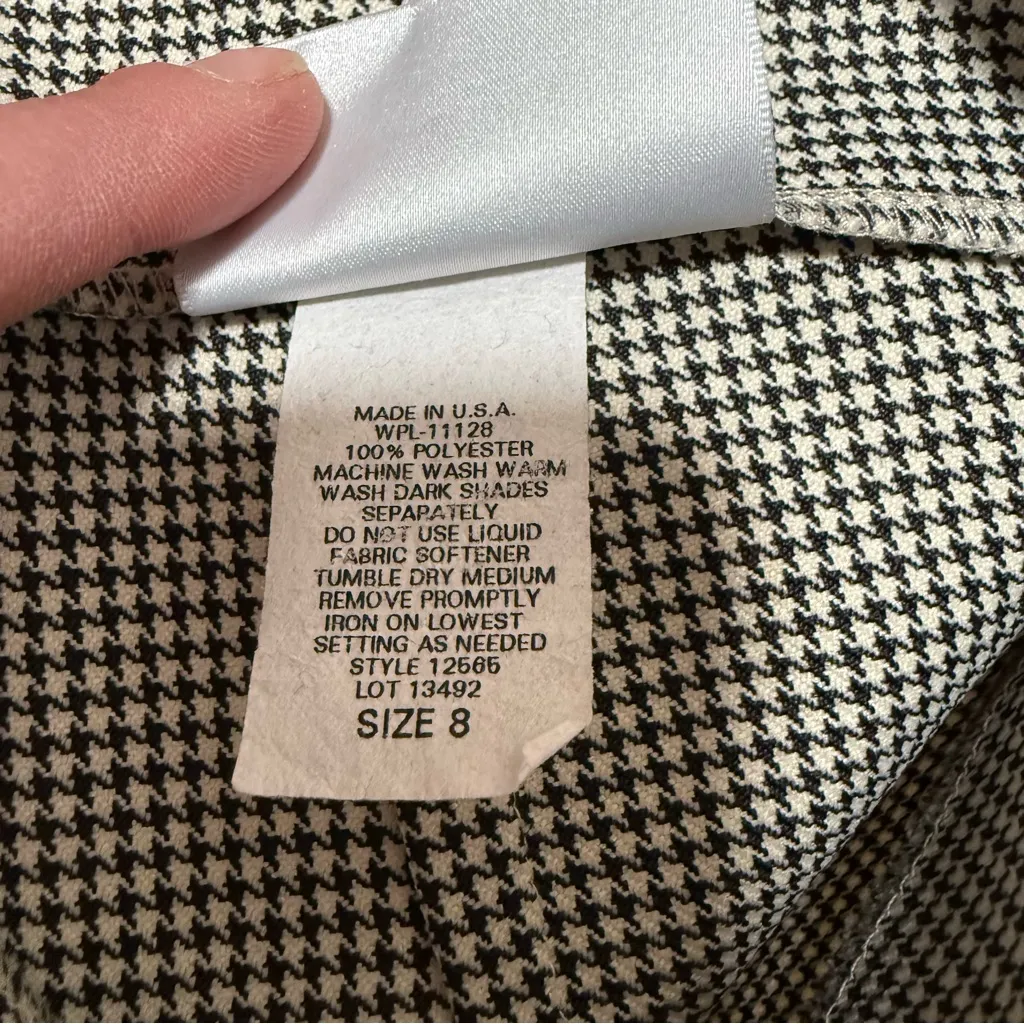 MADE IN U.S.A.
WPL-11128
100% POLYESTER
MACHINE WASH WARM
WASH DARK SHADES
SEPARATELY
DO NOT USE LIQUID
FABRIC SOFTENER
TUMBLE DRY MEDIUM
REMOVE PROMPTLY
IRON ON LOWEST
SETTING AS NEEDED
STYLE 12565
LOT 13492
SIZE 8